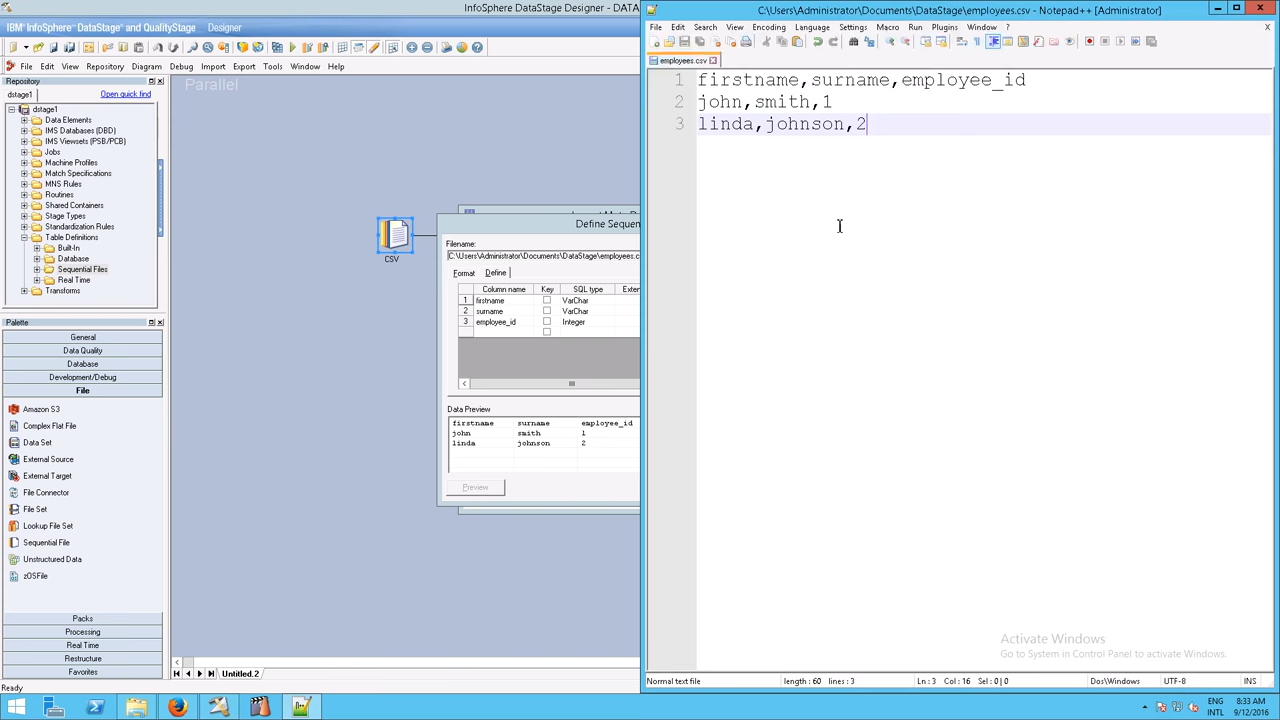 InfoSphere DataStage Designer - DATA
IBM® InfoSphere™ DataStage® and QualityStage   Designer
File Edit View Repository Diagram Debug Import Export Tools Window Help
Repository
dstage1   Open quick find
dstage1
Data Elements
IMS Databases (DBD)
IMS Viewsets (PSB/PCB)
Jobs
Machine Profiles
Match Specifications
MNS Rules
Routines
Shared Containers
Stage Types
Standardization Rules
Table Definitions
Built-In
Database
Sequential Files
Real Time
Transforms
Palette
General
Data Quality
Database
Development/Debug
File
Amazon S3
Complex Flat File
Data Set
External Source
External Target
File Connector
File Set
Lookup File Set
Sequential File
Unstructured Data
zOSFile
Packs
Processing
Real Time
Restructure
Favorites
Ready
Parallel
CSV
Define Sequen
Filename:
C:\Users\Administrator\Documents\DataStage\employees.c
Format   Define
Column name   Key   SQL type   Exten
1   firstname   VarChar
2   surname   VarChar
3   employee_id   Integer
Data Preview
firstname   surname   employee_id
john   smith   1
linda   johnson   2
Preview
Untitled.2
C:\Users\Administrator\Documents\DataStage\employees.csv - Notepad++ [Administrator]
File Edit Search View Encoding Language Settings Macro Run Plugins Window ?   X
employees.csv
1 firstname,surname,employee_id
2 john,smith,1
3 linda,johnson,2
Activate Windows
Go to System in Control Panel to activate Windows.
Normal text file   length : 60   lines : 3   Ln : 3   Col : 16   Sel : 0 | 0   Dos\Windows   UTF-8   INS
ENG
INTL
8:33 AM
9/12/2016